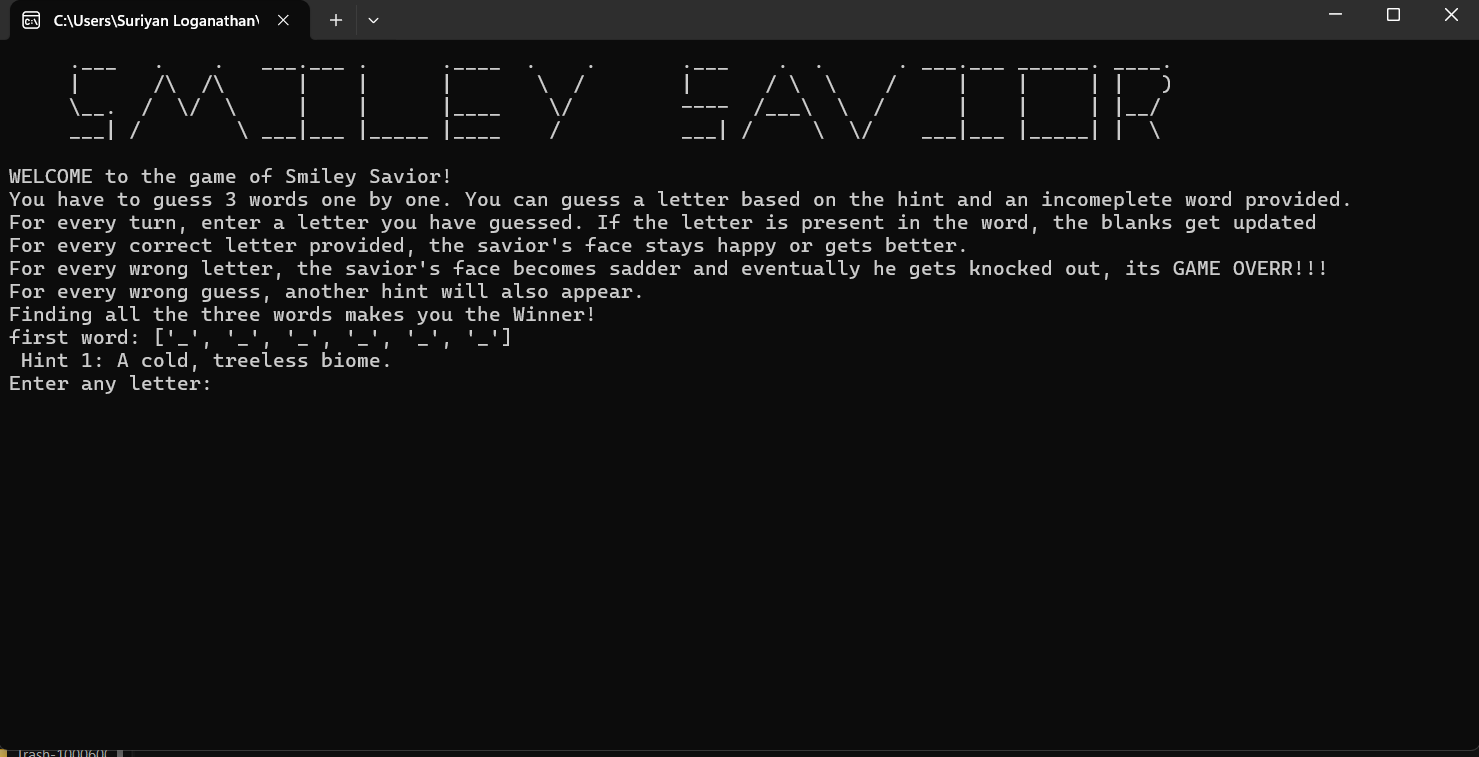 C:\Users\Suriyan Loganathan\
SMILEY SAVIOR
WELCOME to the game of Smiley Savior!
You have to guess 3 words one by one. You can guess a letter based on the hint and an incomeplete word provided.
For every turn, enter a letter you have guessed. If the letter is present in the word, the blanks get updated
For every correct letter provided, the savior's face stays happy or gets better.
For every wrong letter, the savior's face becomes sadder and eventually he gets knocked out, its GAME OVERR!!!
For every wrong guess, another hint will also appear.
Finding all the three words makes you the Winner!
first word: ['_', '_', '_', '_', '_', '_']
Hint 1: A cold, treeless biome.
Enter any letter: